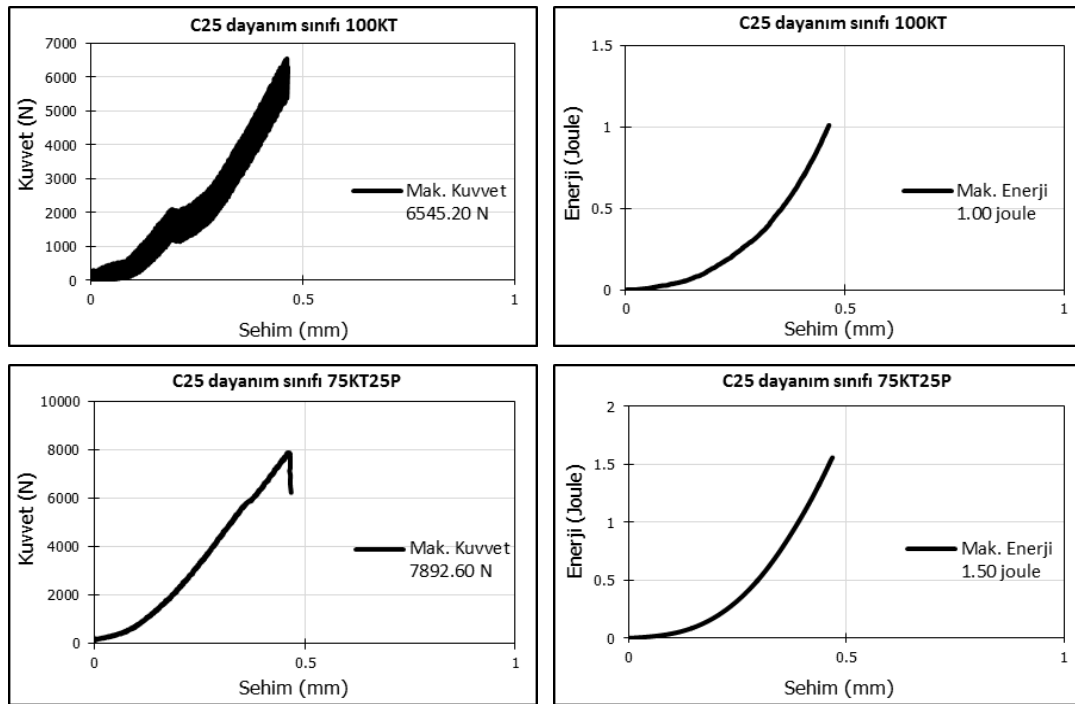 C25 dayanım sınıfı 100KT
7000
6000
5000
4000
3000
2000
1000
0
0
0.5
1
Kuvvet (N)
Sehim (mm)
Mak. Kuvvet
6545.20 N
C25 dayanım sınıfı 100KT
1.5
1
0.5
0
0
0.5
1
Enerji (Joule)
Sehim (mm)
Mak. Enerji
1.00 joule
C25 dayanım sınıfı 75KT25P
10000
8000
6000
4000
2000
0
0
0.5
1
Kuvvet (N)
Sehim (mm)
Mak. Kuvvet
7892.60 N
C25 dayanım sınıfı 75KT25P
2
1.5
1
0.5
0
0
0.5
1
Enerji (Joule)
Sehim (mm)
Mak. Enerji
1.50 joule